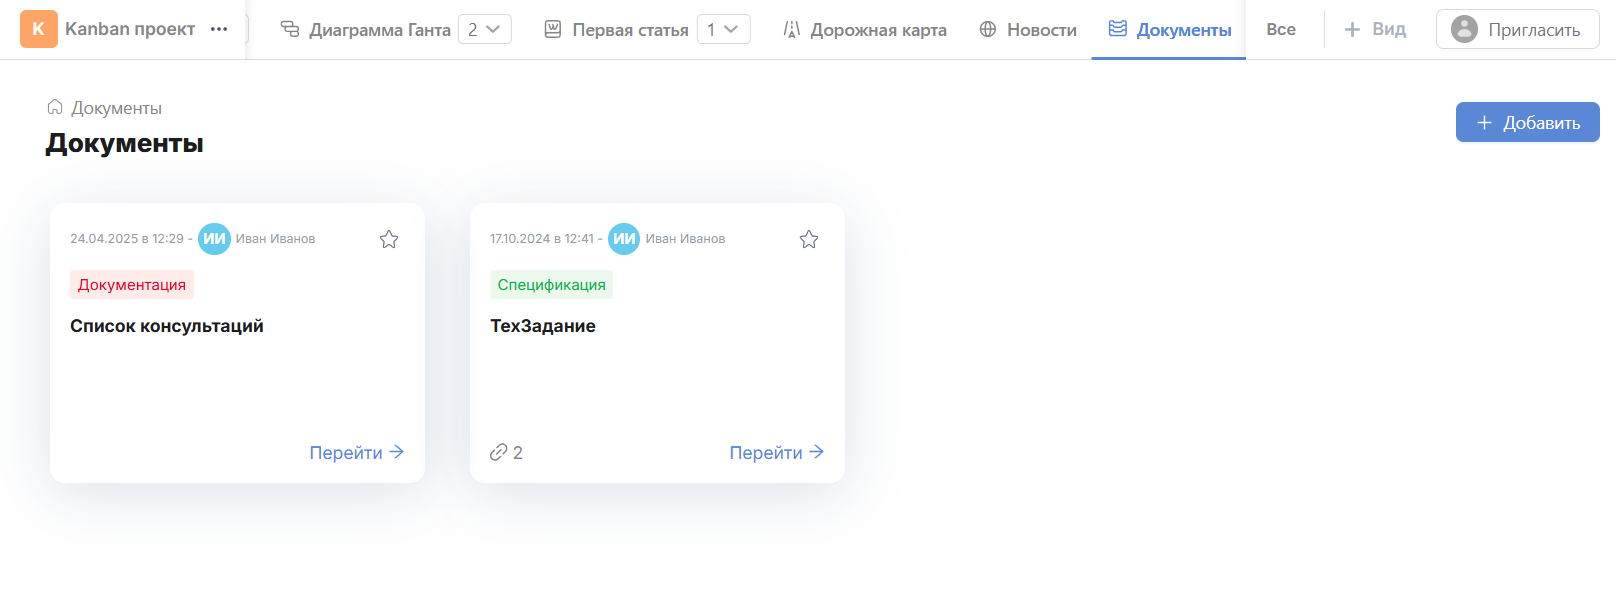 К Kanban проект ••• Диаграмма Ганта 2 Первая статья 1 Дорожная карта Новости Документы Все + Вид Пригласить
Документы
Документы
+ Добавить
24.04.2025 в 12:29 - ИИ Иван Иванов
Документация
Список консультаций
Перейти →
17.10.2024 в 12:41 - ИИ Иван Иванов
Спецификация
ТехЗадание
2 Перейти →